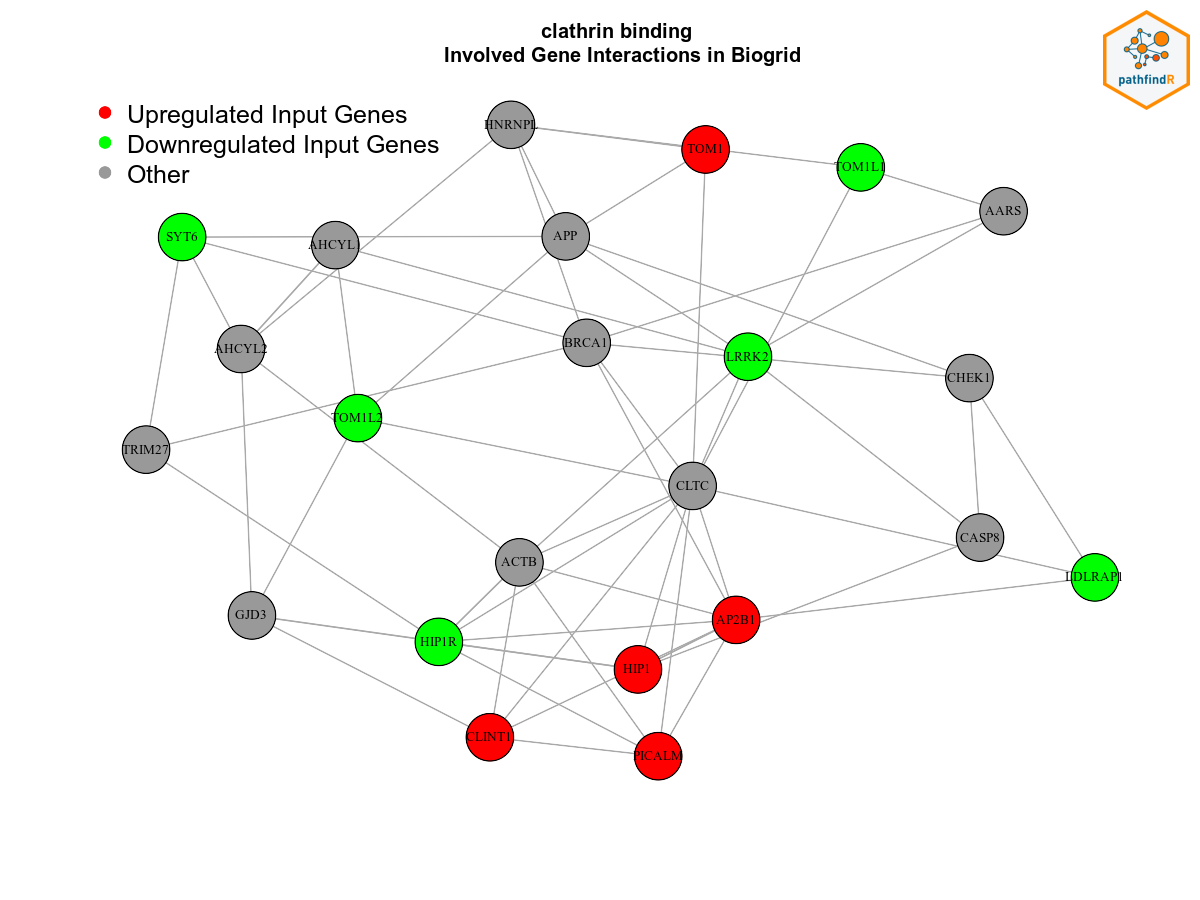 clathrin binding
Involved Gene Interactions in Biogrid
pathfindR
Upregulated Input Genes
Downregulated Input Genes
Other
HNRNPL
TOM1
TOM1L1
AARS
SYT6
AHCYL
APP
AHCYL2
BRCA1
LRRK2
CHEK1
TOM1L2
TRIM27
CLTC
CASP8
ACTB
LDLRAP1
GJD3
HIP1R
AP2B1
HIP1
CLINT1
PICALM